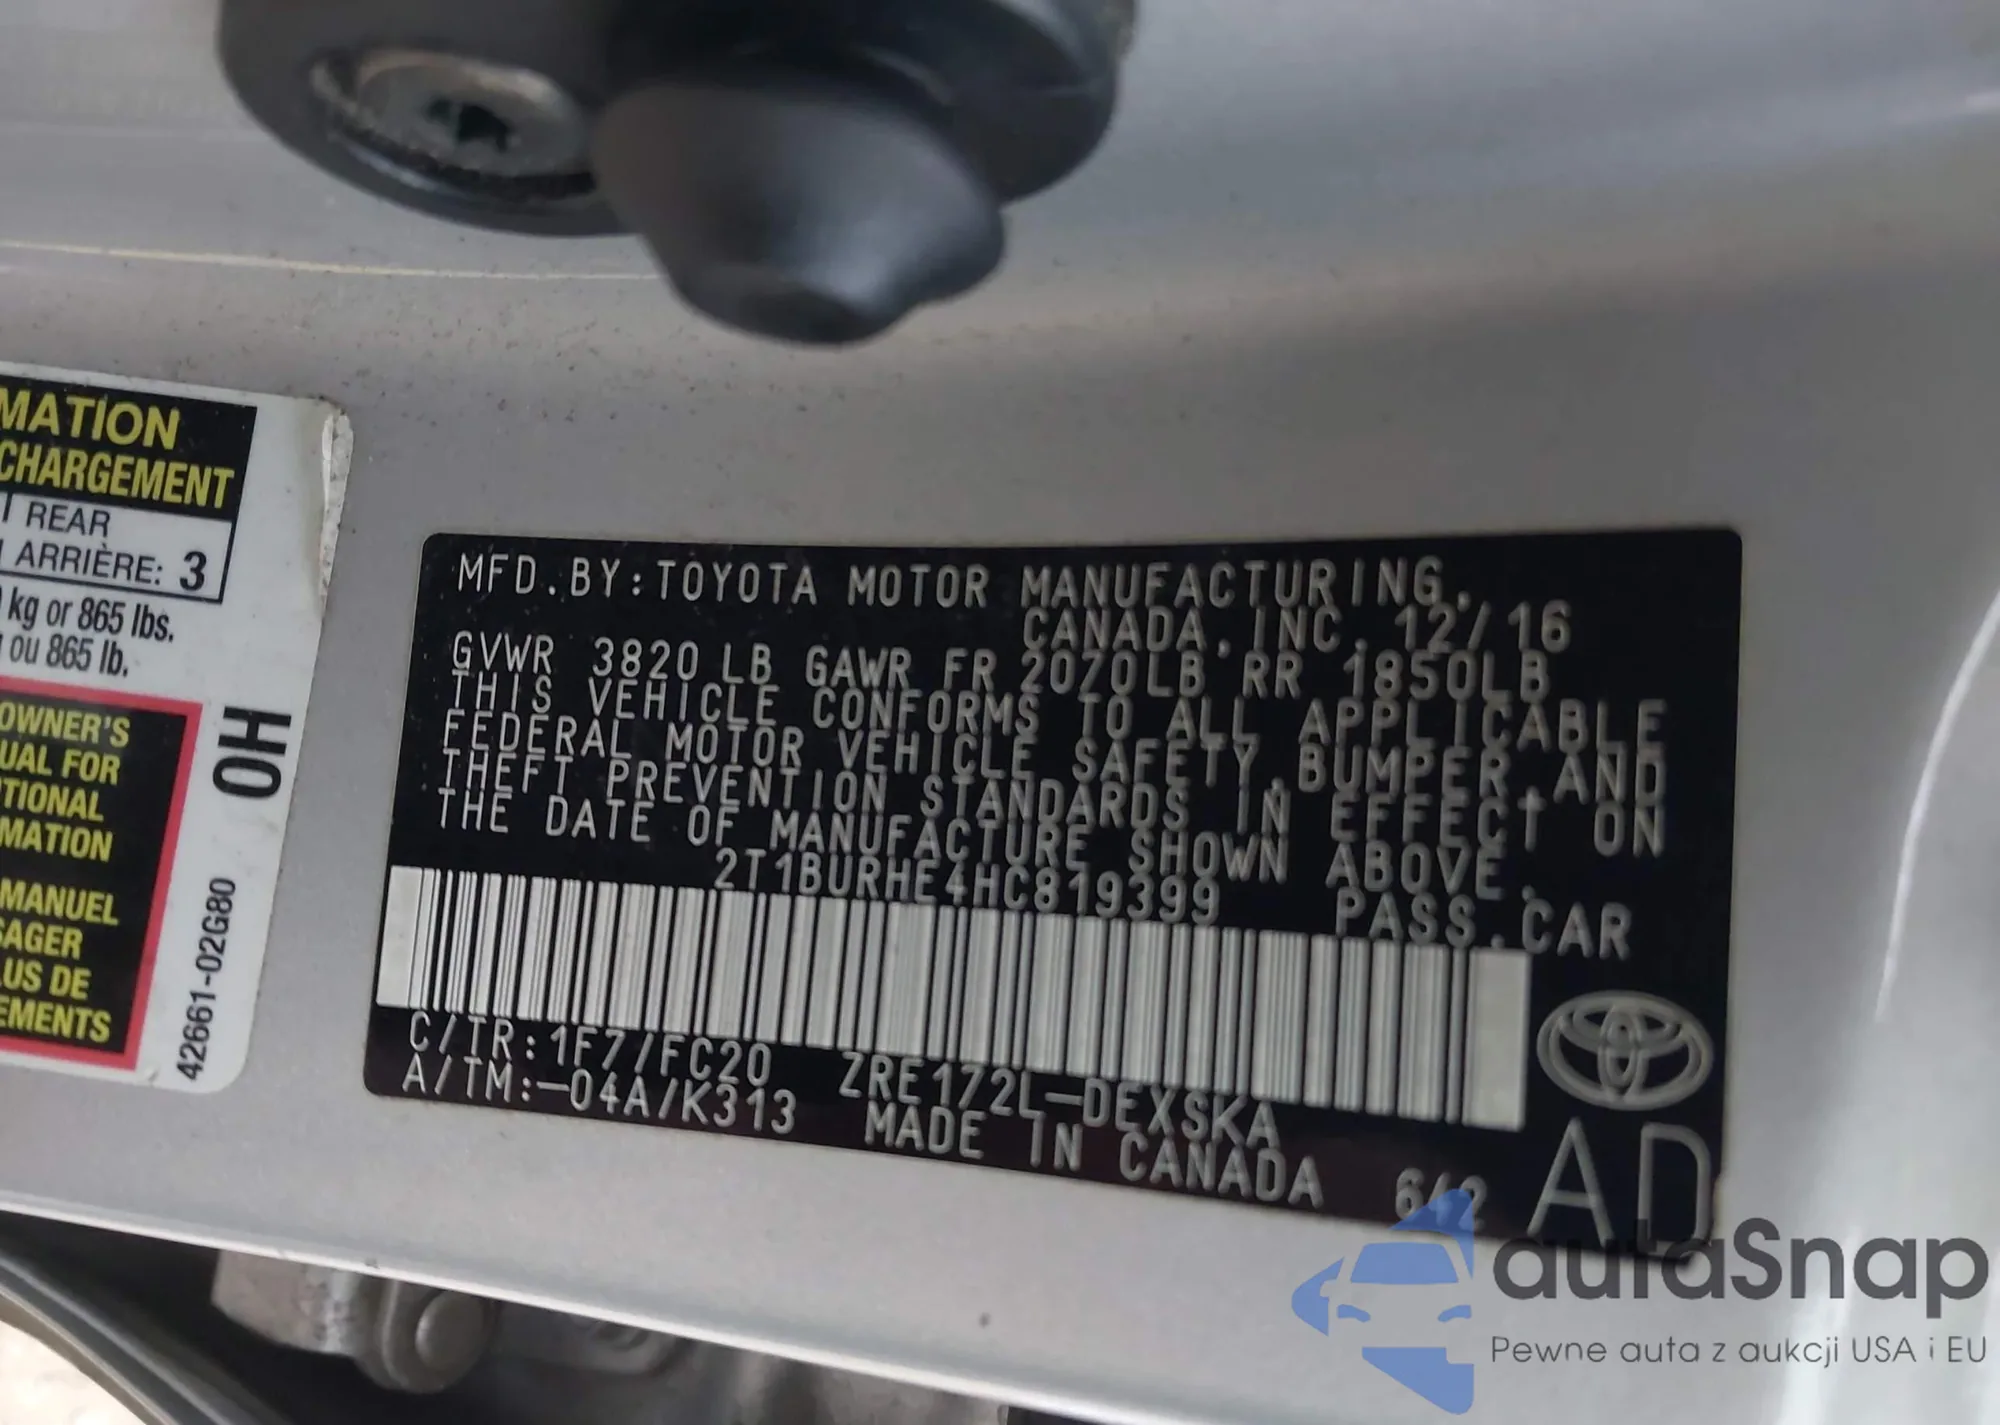 MATION
CHARGEMENT
REAR
ARRIÈRE: 3
kg or 865 lbs.
ou 865 lb.
OWNER'S
UAL FOR
TIONAL
MATION
MANUEL
SAGER
LUS DE
EMENTS
OH
42661-02G80
MFD.BY:TOYOTA MOTOR MANUFACTURING,
CANADA,INC. 12/16
GVWR 3820 LB GAWR FR 2070LB RR 1850LB
THIS VEHICLE CONFORMS TO ALL APPLICABLE
FEDERAL MOTOR VEHICLE SAFETY,BUMPER,AND
THEFT PREVENTION STANDARDS IN EFFECT ON
THE DATE OF MANUFACTURE SHOWN ABOVE.
2T1BURHE4HC819399 PASS.CAR
C/TR:1F7/FC20 ZRE172L-DEXSKA
A/TM:-04A/K313 MADE IN CANADA 642
AD
autaSnap
Pewne auta z aukcji USA i EU